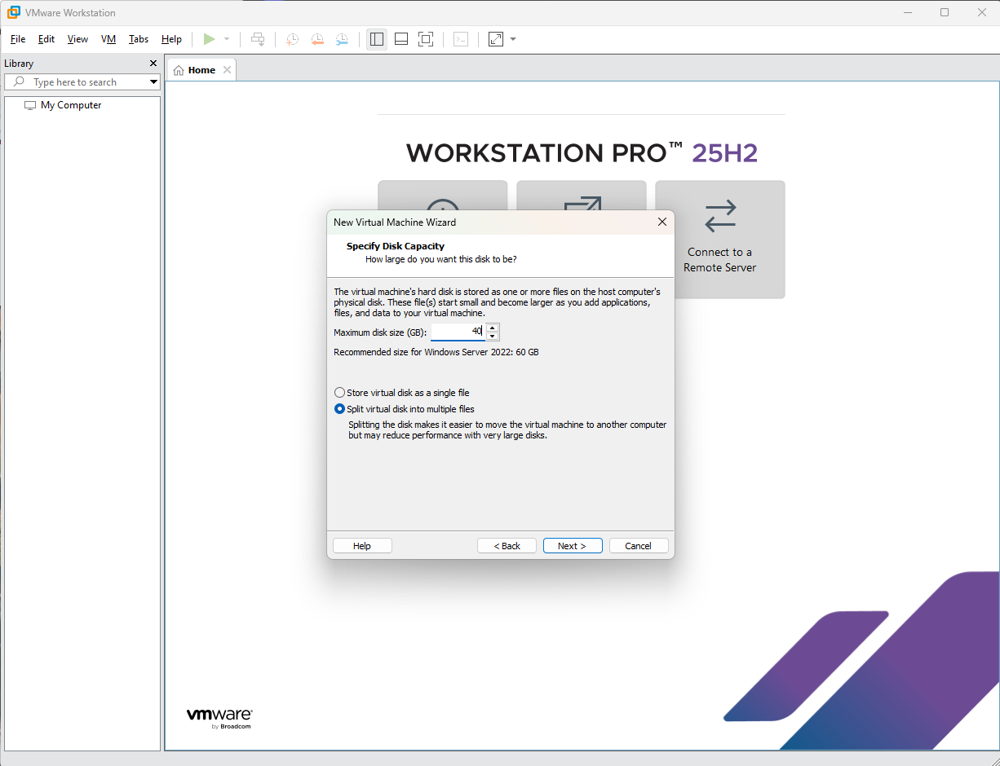 VMware Workstation
File Edit View VM Tabs Help
Library
Type here to search
My Computer
Home
WORKSTATION PRO™ 25H2
Connect to a
Remote Server
New Virtual Machine Wizard
Specify Disk Capacity
How large do you want this disk to be?
The virtual machine's hard disk is stored as one or more files on the host computer's
physical disk. These file(s) start small and become larger as you add applications,
files, and data to your virtual machine.
Maximum disk size (GB): 40
Recommended size for Windows Server 2022: 60 GB
Store virtual disk as a single file
Split virtual disk into multiple files
Splitting the disk makes it easier to move the virtual machine to another computer
but may reduce performance with very large disks.
Help < Back Next > Cancel
vmware®
by Broadcom